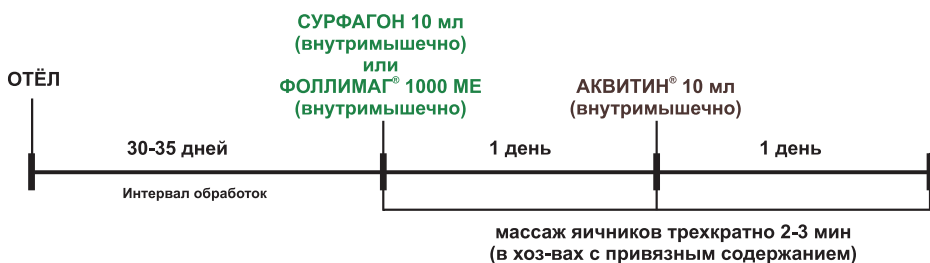 СУРФАГОН 10 мл
(внутримышечно)
или
ФОЛЛИМАГ® 1000 МЕ
(внутримышечно)
ОТЁЛ
АКВИТИН® 10 мл
(внутримышечно)
30-35 дней
1 день
1 день
Интервал обработок
массаж яичников трехкратно 2-3 мин
(в хоз-вах с привязным содержанием)